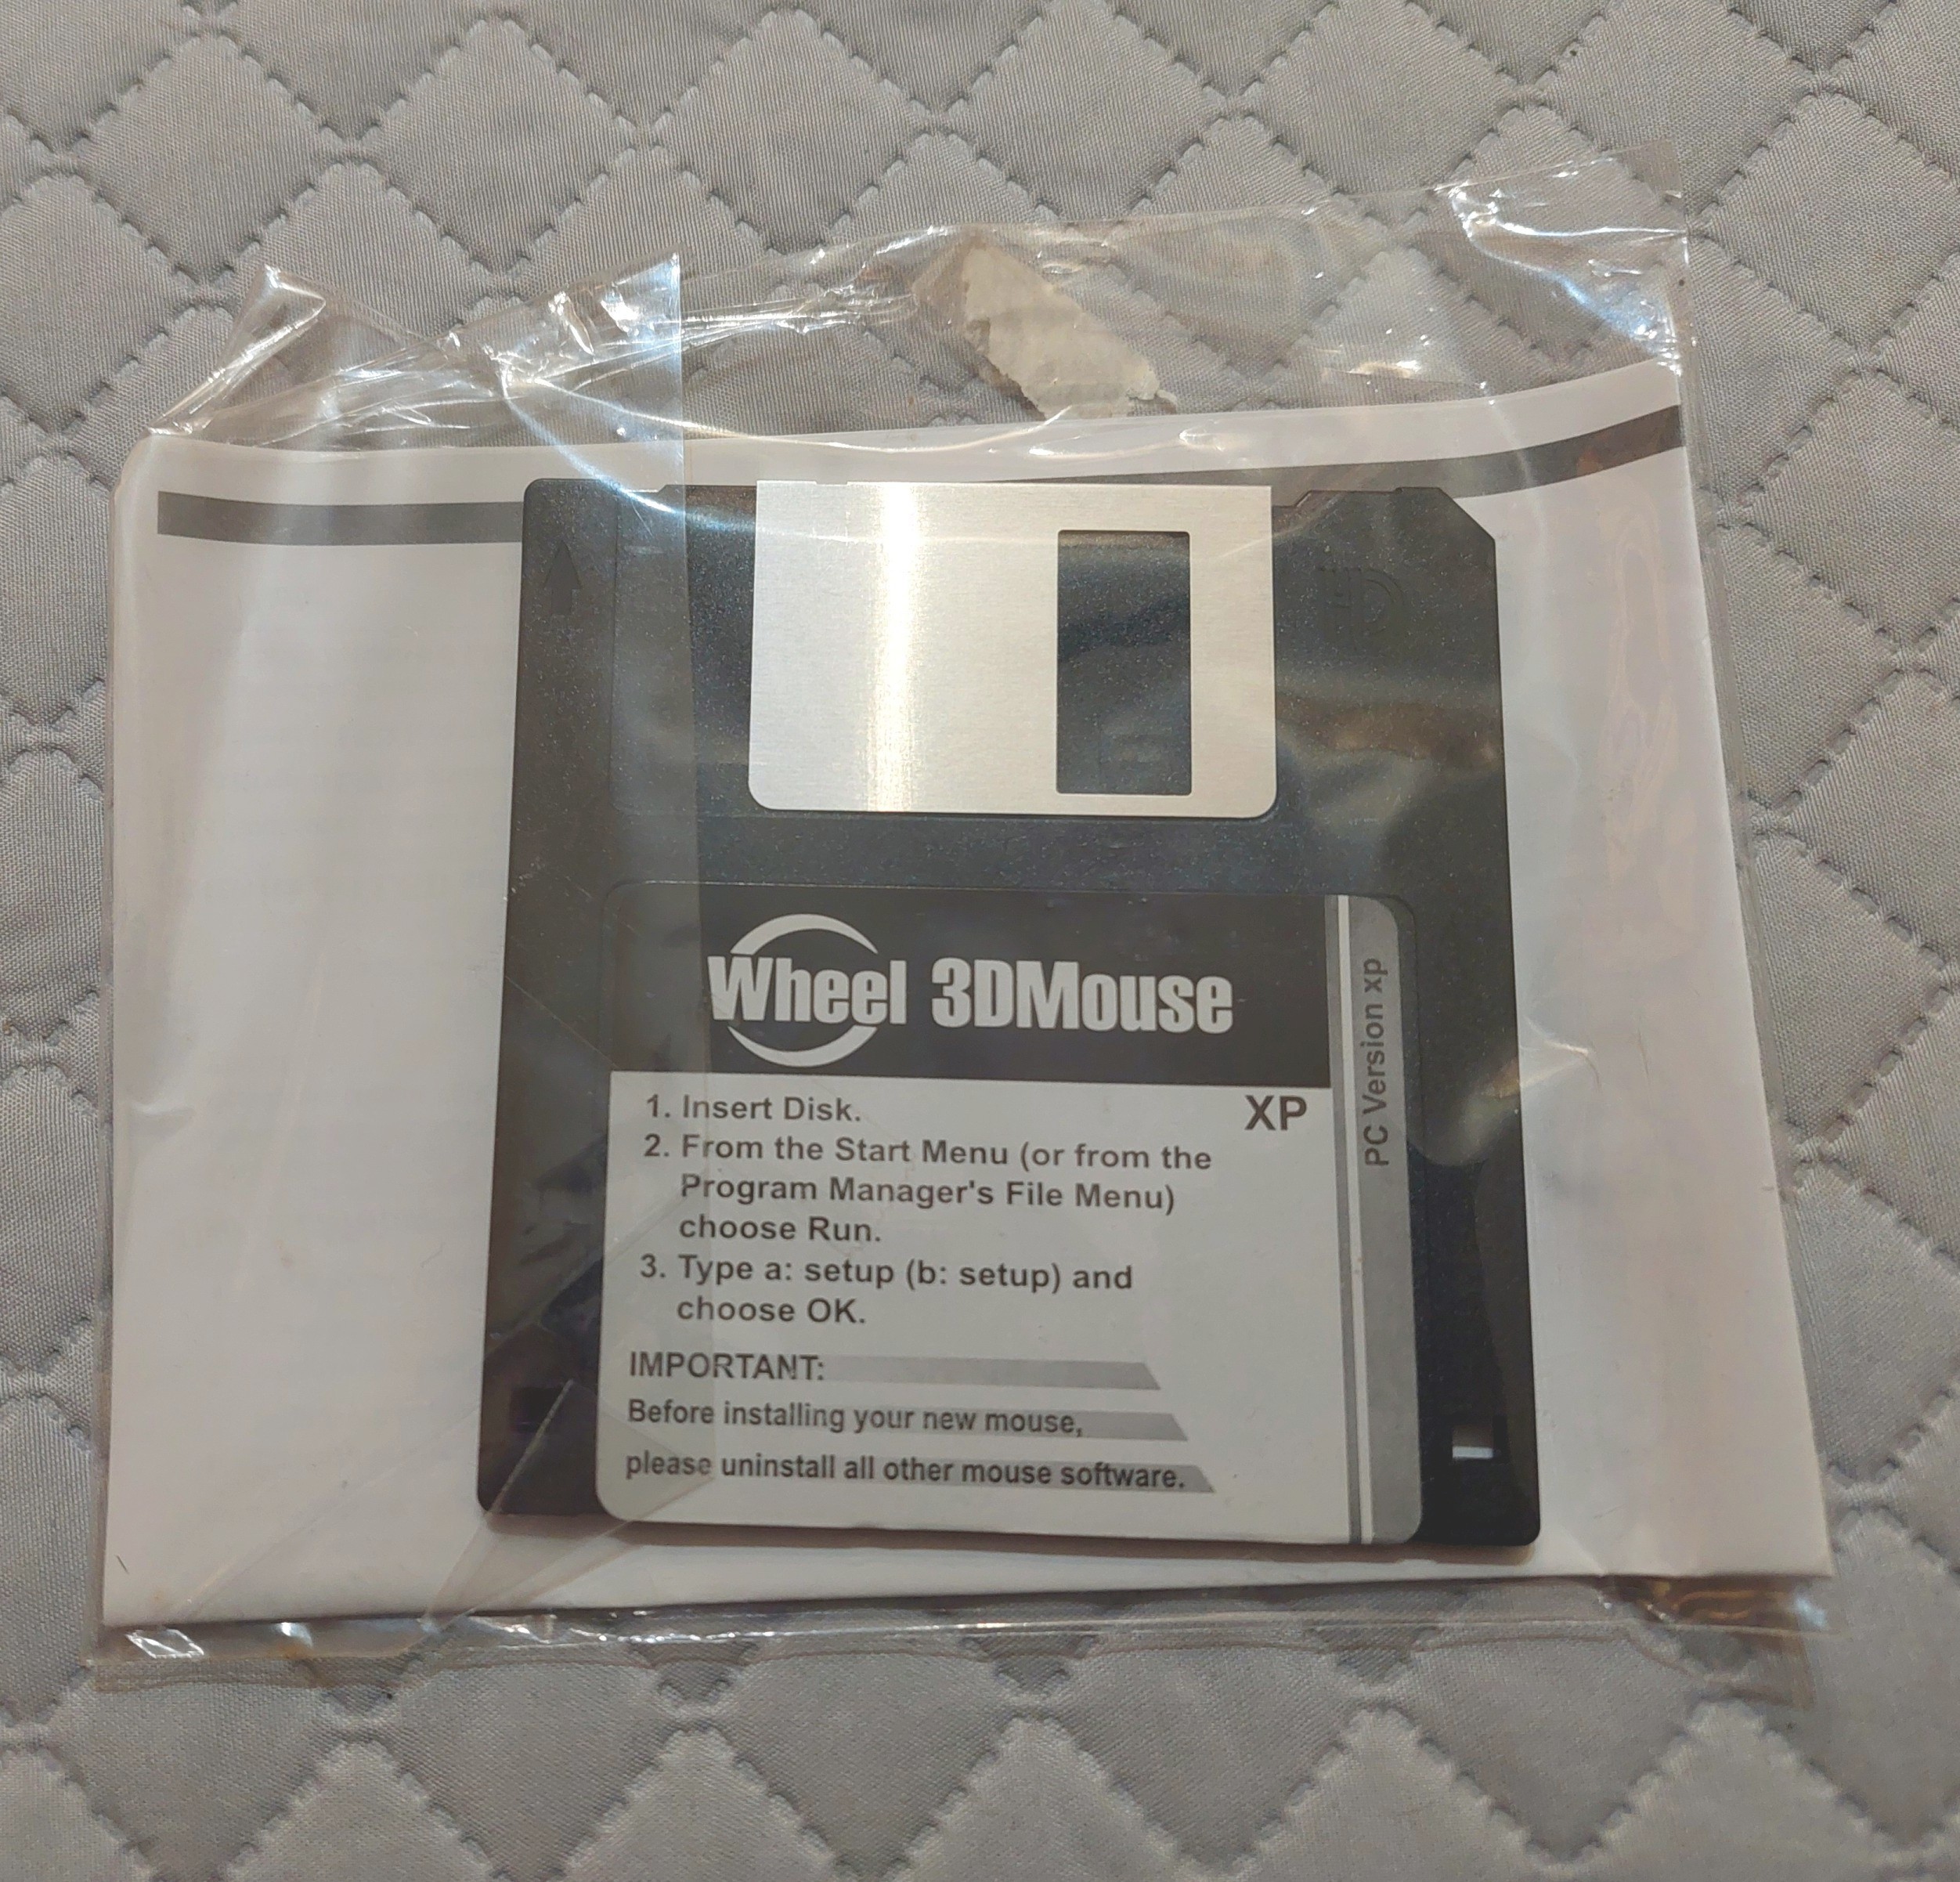 HD
Wheel 3DMouse
XP
PC Version xp
1. Insert Disk.
2. From the Start Menu (or from the
Program Manager's File Menu)
choose Run.
3. Type a: setup (b: setup) and
choose OK.
IMPORTANT:
Before installing your new mouse,
please uninstall all other mouse software.